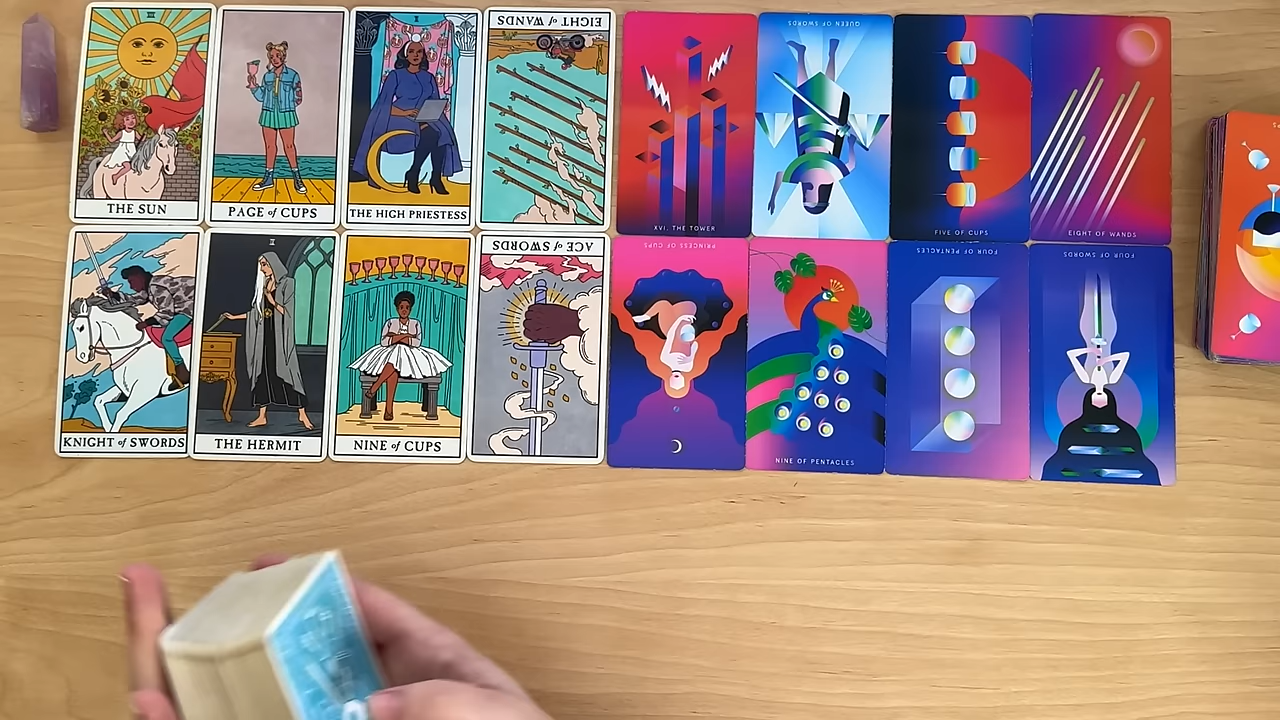 THE SUN
PAGE of CUPS
II
THE HIGH PRIESTESS
EIGHT of WANDS
XVI. THE TOWER
QUEEN OF SWORDS
FIVE OF CUPS
EIGHT OF WANDS
KNIGHT of SWORDS
THE HERMIT
NINE of CUPS
ACE of SWORDS
PRINCESS OF CUPS
NINE OF PENTACLES
FOUR OF PENTACLES
FOUR OF SWORDS